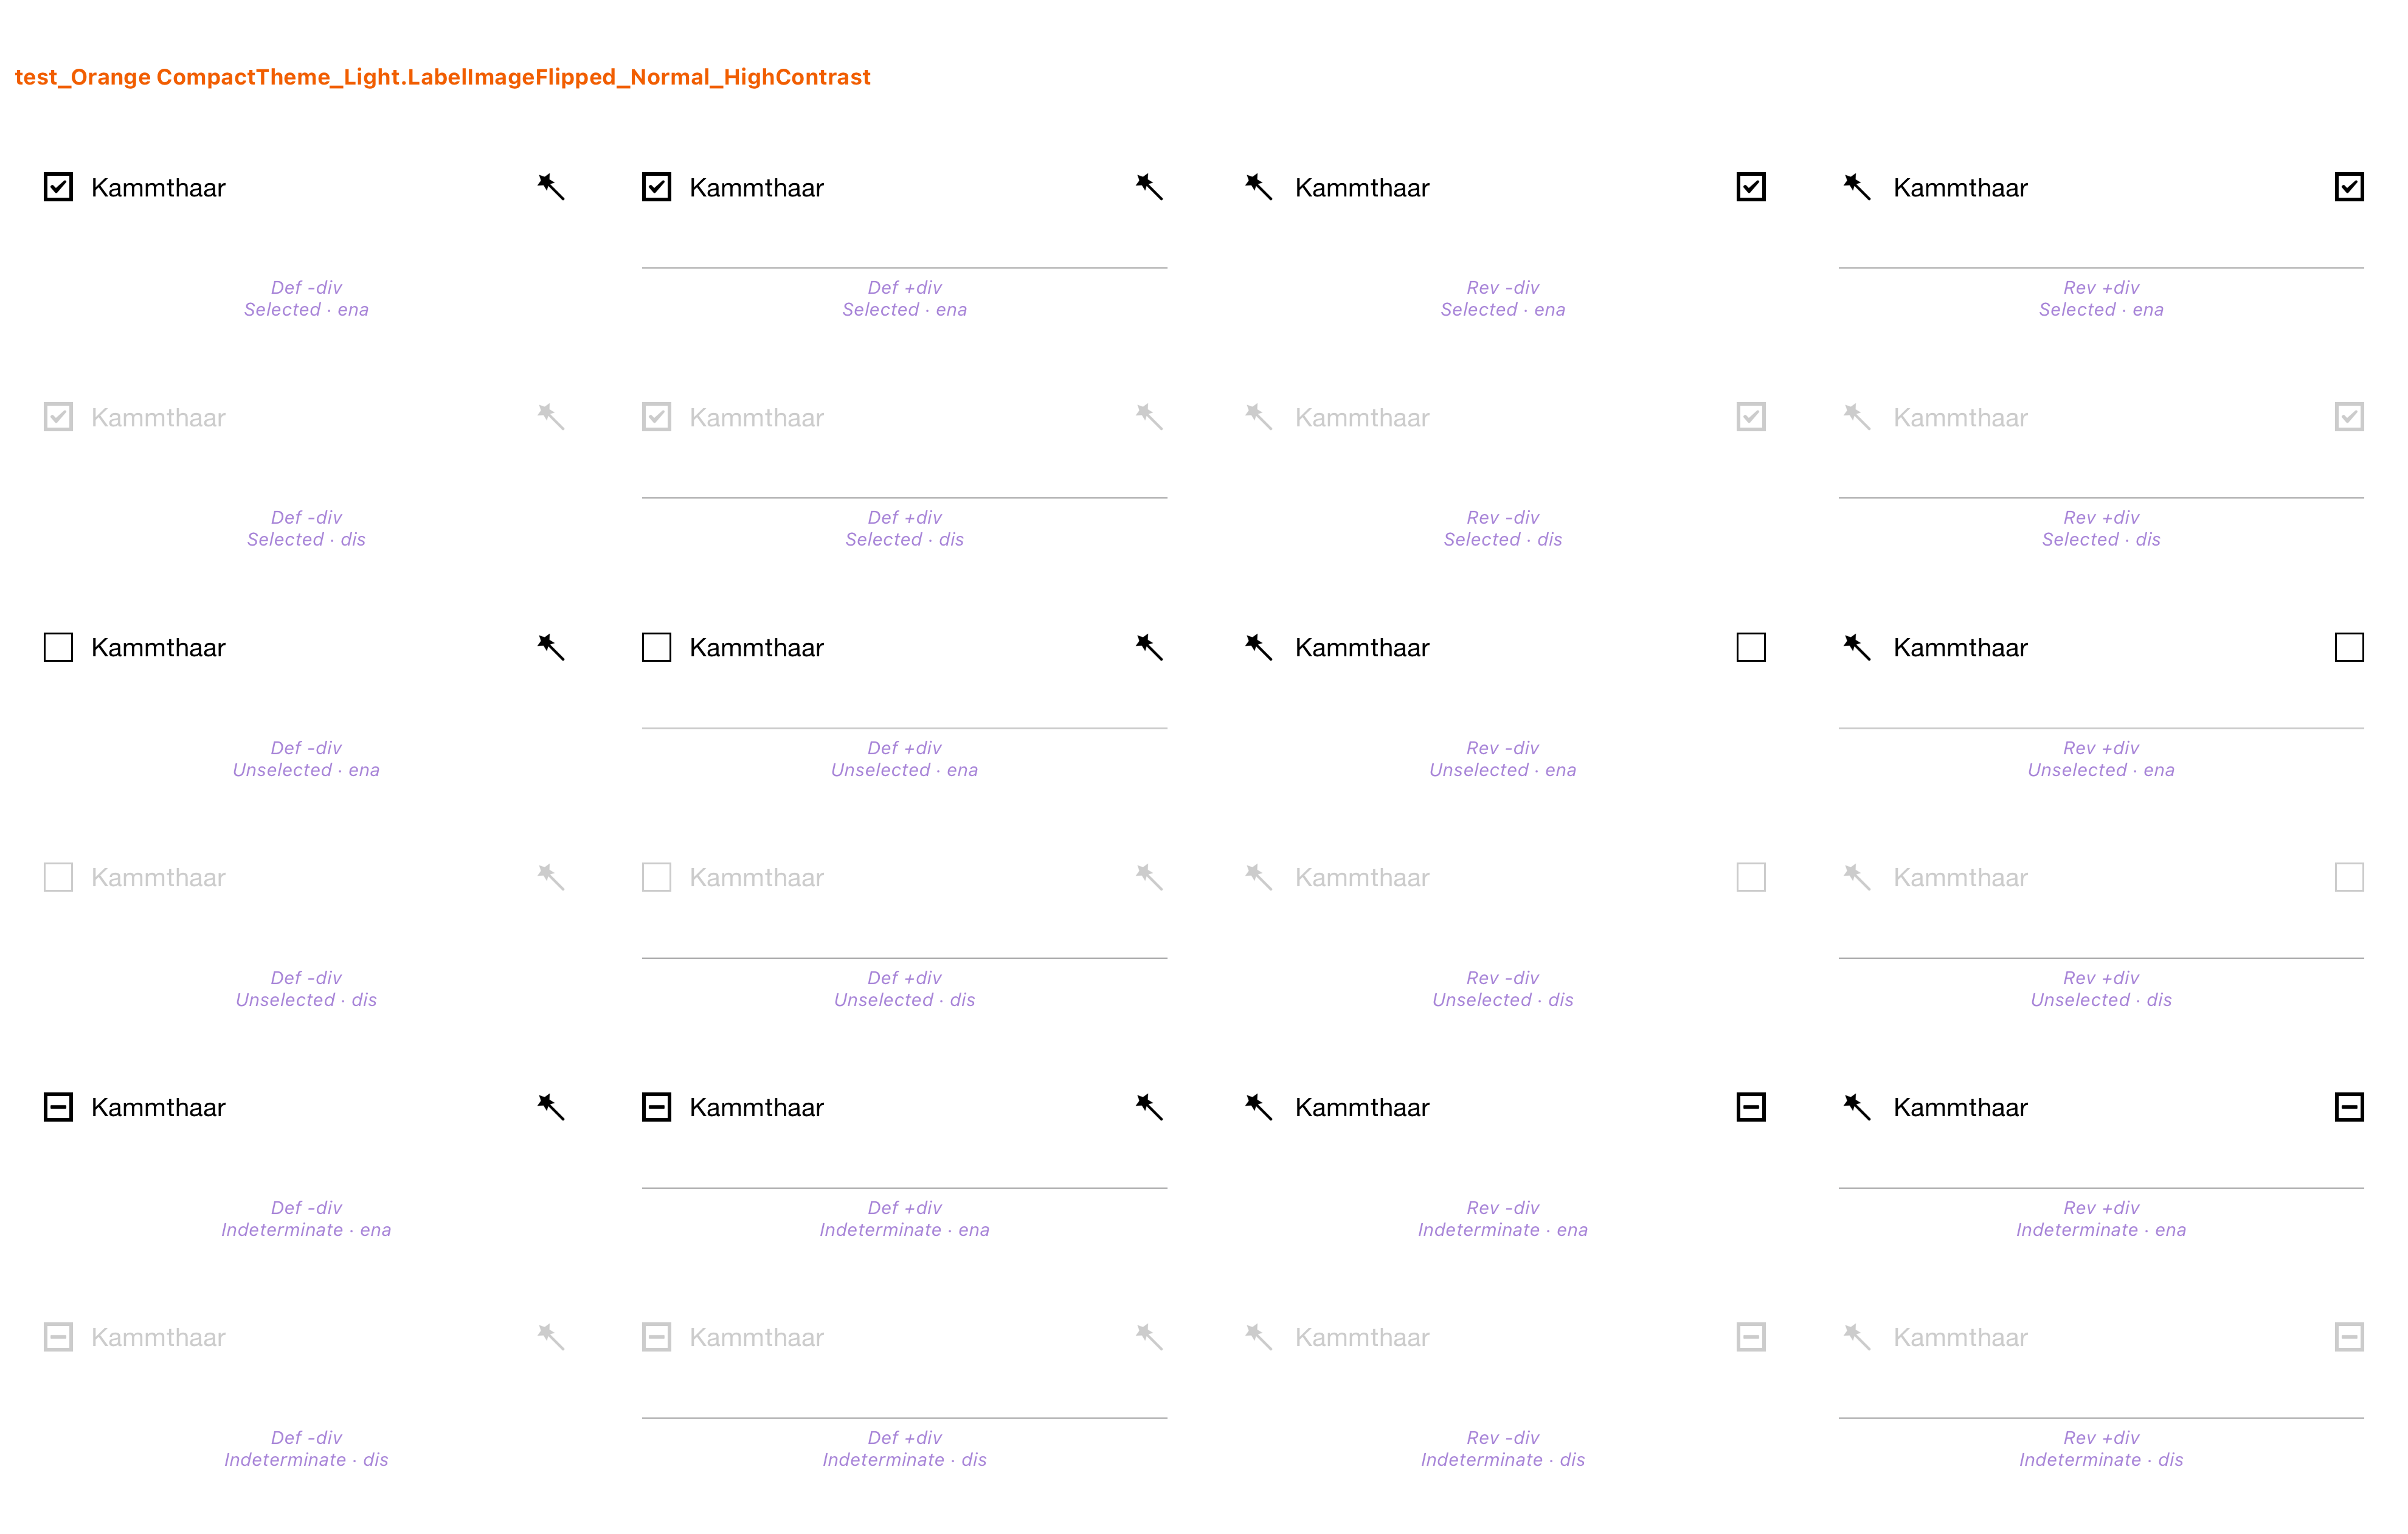 test_Orange CompactTheme_Light.LabelImageFlipped_Normal_HighContrast
Kammthaar Kammthaar Kammthaar Kammthaar
Def -div Def +div Rev -div Rev +div
Selected · ena Selected · ena Selected · ena Selected · ena
Kammthaar Kammthaar Kammthaar Kammthaar
Def -div Def +div Rev -div Rev +div
Selected · dis Selected · dis Selected · dis Selected · dis
Kammthaar Kammthaar Kammthaar Kammthaar
Def -div Def +div Rev -div Rev +div
Unselected · ena Unselected · ena Unselected · ena Unselected · ena
Kammthaar Kammthaar Kammthaar Kammthaar
Def -div Def +div Rev -div Rev +div
Unselected · dis Unselected · dis Unselected · dis Unselected · dis
Kammthaar Kammthaar Kammthaar Kammthaar
Def -div Def +div Rev -div Rev +div
Indeterminate · ena Indeterminate · ena Indeterminate · ena Indeterminate · ena
Kammthaar Kammthaar Kammthaar Kammthaar
Def -div Def +div Rev -div Rev +div
Indeterminate · dis Indeterminate · dis Indeterminate · dis Indeterminate · dis